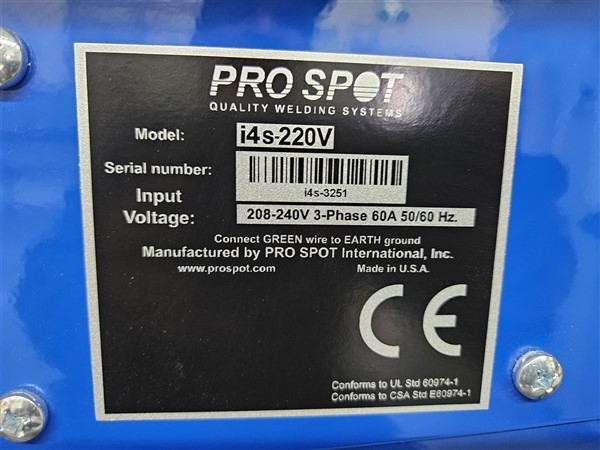 PRO SPOT
QUALITY WELDING SYSTEMS
Model: i4s-220V
Serial number:
i4s-3251
Input
Voltage: 208-240V 3-Phase 60A 50/60 Hz.
Connect GREEN wire to EARTH ground
Manufactured by PRO SPOT International, Inc.
www.prospot.com Made in U.S.A.
CE
Conforms to UL Std 60974-1
Conforms to CSA Std E60974-1